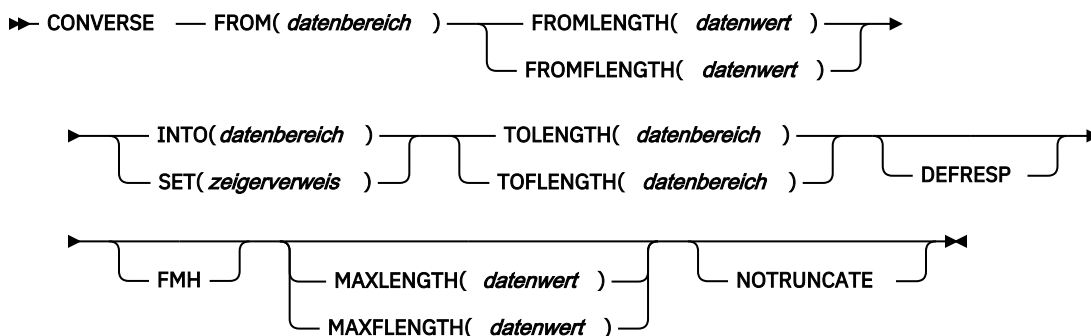 CONVERSE FROM( datenbereich ) FROMLENGTH( datenwert )
FROMFLENGTH( datenwert )
INTO( datenbereich ) TOLENGTH( datenbereich )
SET( zeigerverweis ) TOFLENGTH( datenbereich ) DEFRESP
FMH MAXLENGTH( datenwert ) NOTRUNCATE
MAXFLENGTH( datenwert )